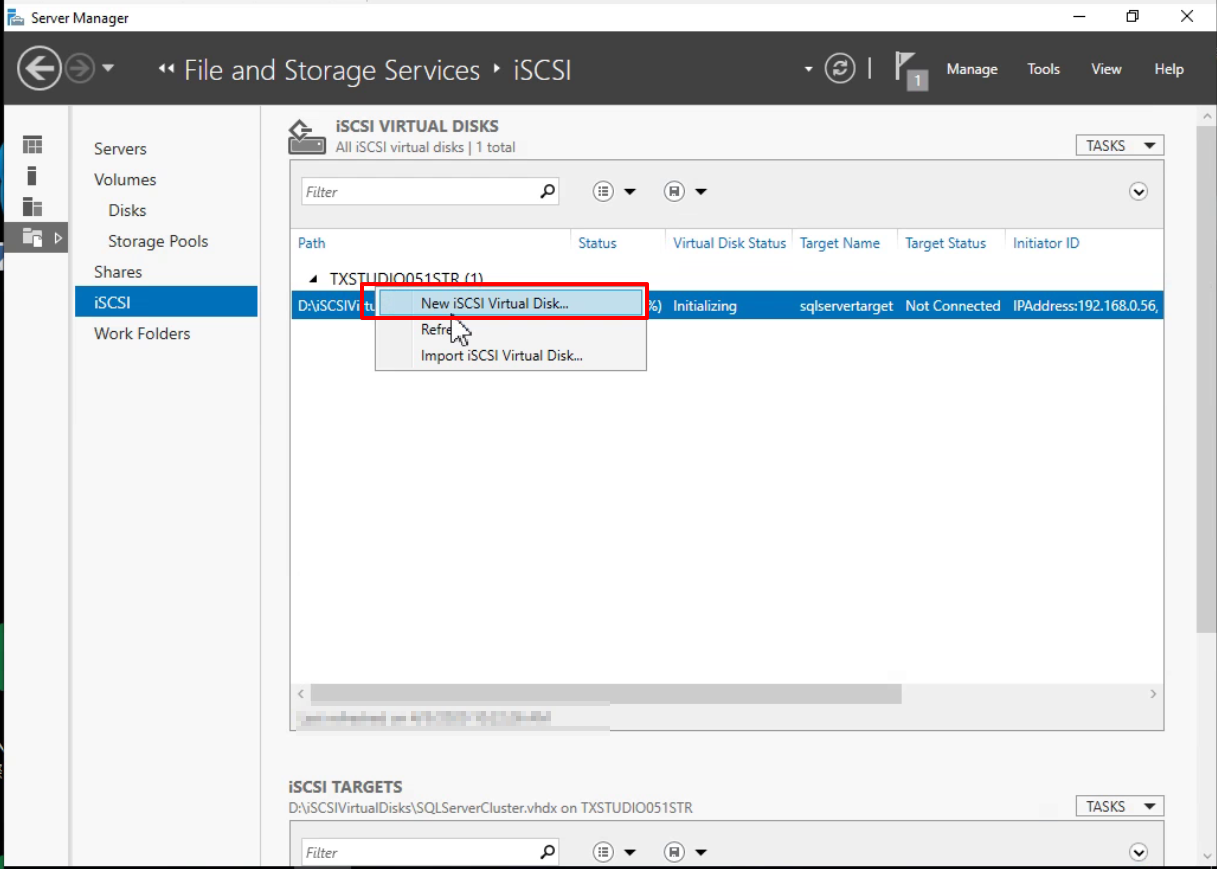 Server Manager
File and Storage Services iSCSI
1
Manage Tools View Help
Servers
Volumes
Disks
Storage Pools
Shares
iSCSI
Work Folders
iSCSI VIRTUAL DISKS
All iSCSI virtual disks | 1 total
TASKS
Filter
Path Status Virtual Disk Status Target Name Target Status Initiator ID
TXSTUDIO051STR (1)
D:\iSCSIVirtu %) Initializing sqlservertarget Not Connected IPAddress:192.168.0.56,
New iSCSI Virtual Disk...
Refre
Import iSCSI Virtual Disk...
iSCSI TARGETS
D:\iSCSIVirtualDisks\SQLServerCluster.vhdx on TXSTUDIO051STR
TASKS
Filter